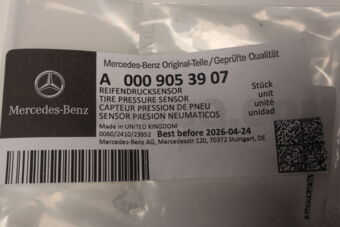 Mercedes-Benz
Mercedes-Benz Original-Teile/Geprüfte Qualität
A 000 905 39 07
REIFENDRUCKSENSOR
TIRE PRESSURE SENSOR
CAPTEUR PRESSION DE PNEU
SENSOR PRESION NEUMATICOS
Stück
unit
unité
unidad
Made in UNITED KINGDOM
0060/2410/23952 Best before 2026-04-24
Mercedes-Benz AG, Mercedesstr.120, 70372 Stuttgart, DE